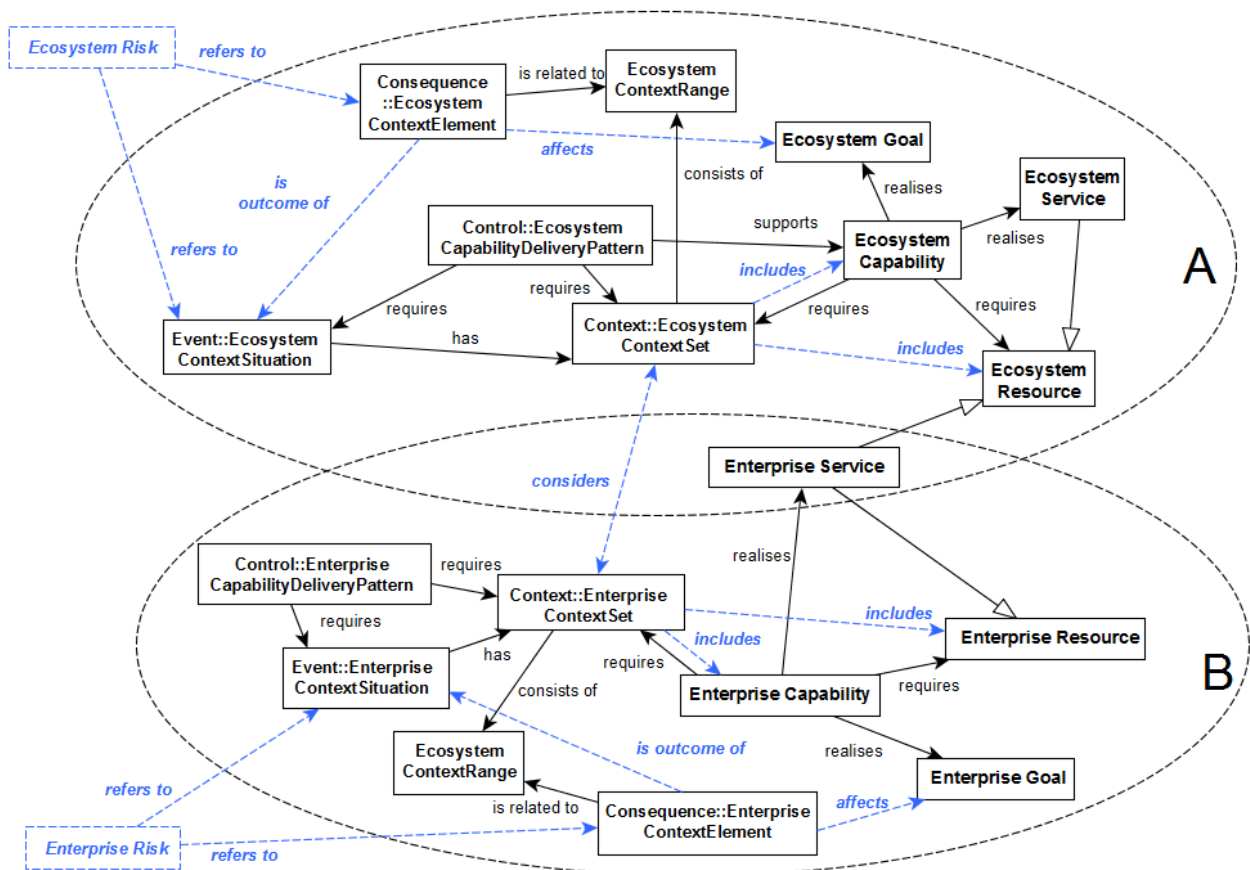 Ecosystem Risk
refers to
Consequence
::Ecosystem
ContextElement
is related to
Ecosystem
ContextRange
affects
Ecosystem Goal
consists of
realises
Ecosystem
Service
is
outcome of
refers to
Control::Ecosystem
CapabilityDeliveryPattern
supports
Ecosystem
Capability
realises
A
includes
requires
requires
requires
requires
Event::Ecosystem
ContextSituation
has
Context::Ecosystem
ContextSet
includes
Ecosystem
Resource
Enterprise Service
considers
Control::Enterprise
CapabilityDeliveryPattern
requires
realises
Context::Enterprise
ContextSet
requires
includes
includes
Enterprise Resource
Event::Enterprise
ContextSituation
has
requires
Enterprise Capability
requires
B
consists of
Ecosystem
ContextRange
is outcome of
realises
Enterprise Goal
refers to
is related to
Consequence::Enterprise
ContextElement
affects
Enterprise Risk
refers to